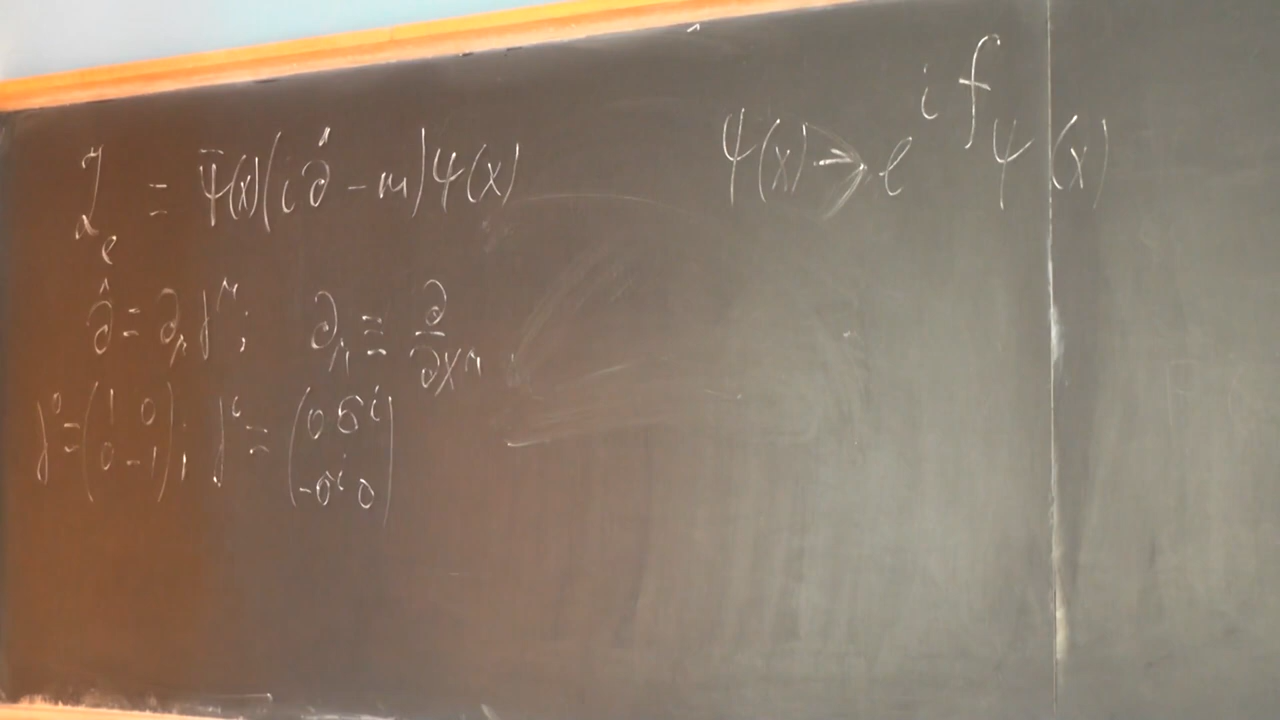 ℒ_e = ψ̄(x)(i∂̂ − m)ψ(x)
ψ(x) → e^{if} ψ(x)
∂̂ = ∂_μ γ^μ ; ∂_μ ≡ ∂/∂x^μ
γ^0 = (1 0; 0 −1) ; γ^i = (0 σ^i; −σ^i 0)